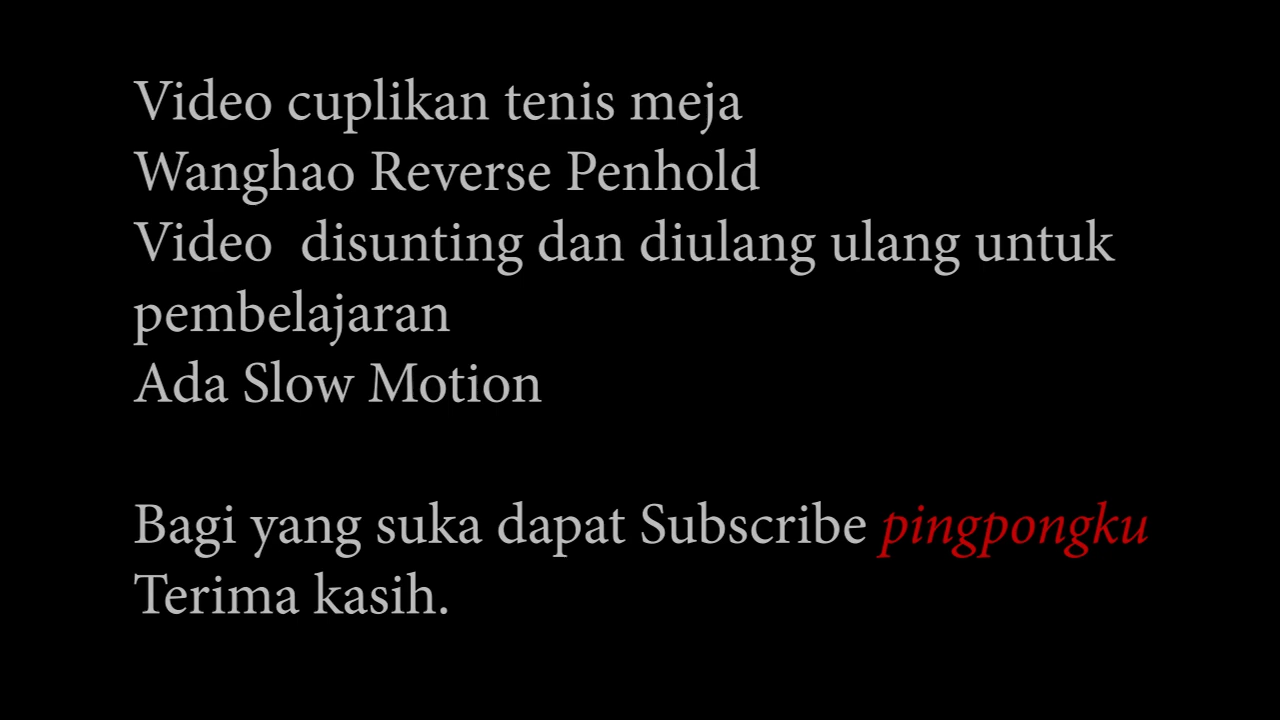 Video cuplikan tenis meja
Wanghao Reverse Penhold
Video  disunting dan diulang ulang untuk
pembelajaran
Ada Slow Motion
Bagi yang suka dapat Subscribe pingpongku
Terima kasih.